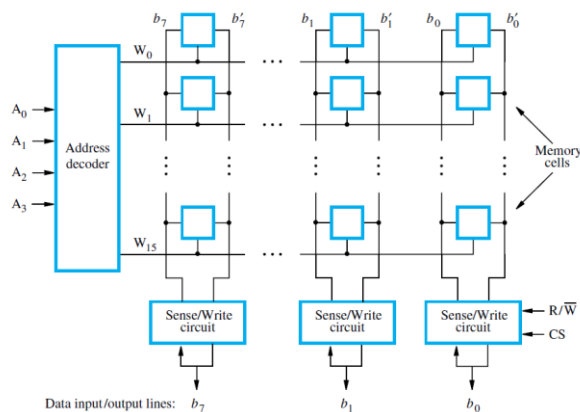 b7 b′7 b1 b′1 b0 b′0
W0
W1
A0
A1
A2
A3
Address
decoder
Memory
cells
W15
Sense/Write
circuit
Sense/Write
circuit
Sense/Write
circuit
R/W̅
CS
Data input/output lines: b7 b1 b0